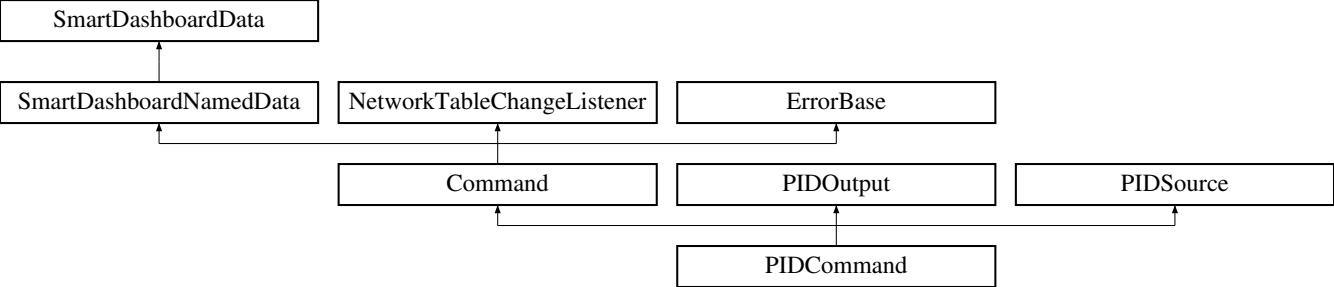 SmartDashboardData
SmartDashboardNamedData
NetworkTableChangeListener
ErrorBase
Command
PIDOutput
PIDSource
PIDCommand